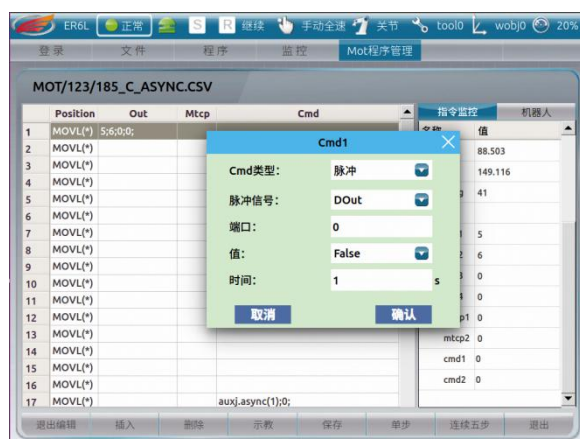 ER6L 正常 S R 继续 手动全速 关节 tool0 wobj0 20%
登录 文件 程序 监控 Mot程序管理
MOT/123/185_C_ASYNC.CSV
Position Out Mtcp Cmd
指令监控 机器人
1 MOVL(*) 5;6;0;0;
2 MOVL(*)
3 MOVL(*)
4 MOVL(*)
5 MOVL(*)
6 MOVL(*)
7 MOVL(*)
8 MOVL(*)
9 MOVL(*)
10 MOVL(*)
11 MOVL(*)
12 MOVL(*)
13 MOVL(*)
14 MOVL(*)
15 MOVL(*)
16 MOVL(*)
17 MOVL(*) auxj.async(1);0;
Cmd1
Cmd类型: 脉冲
脉冲信号: DOut
端口: 0
值: False
时间: 1 s
取消 确认
名称 值
88.503
149.116
41
5
6
0
0
0
mtcp2 0
cmd1 0
cmd2 0
退出编辑 插入 删除 示教 保存 单步 连续五步 退出